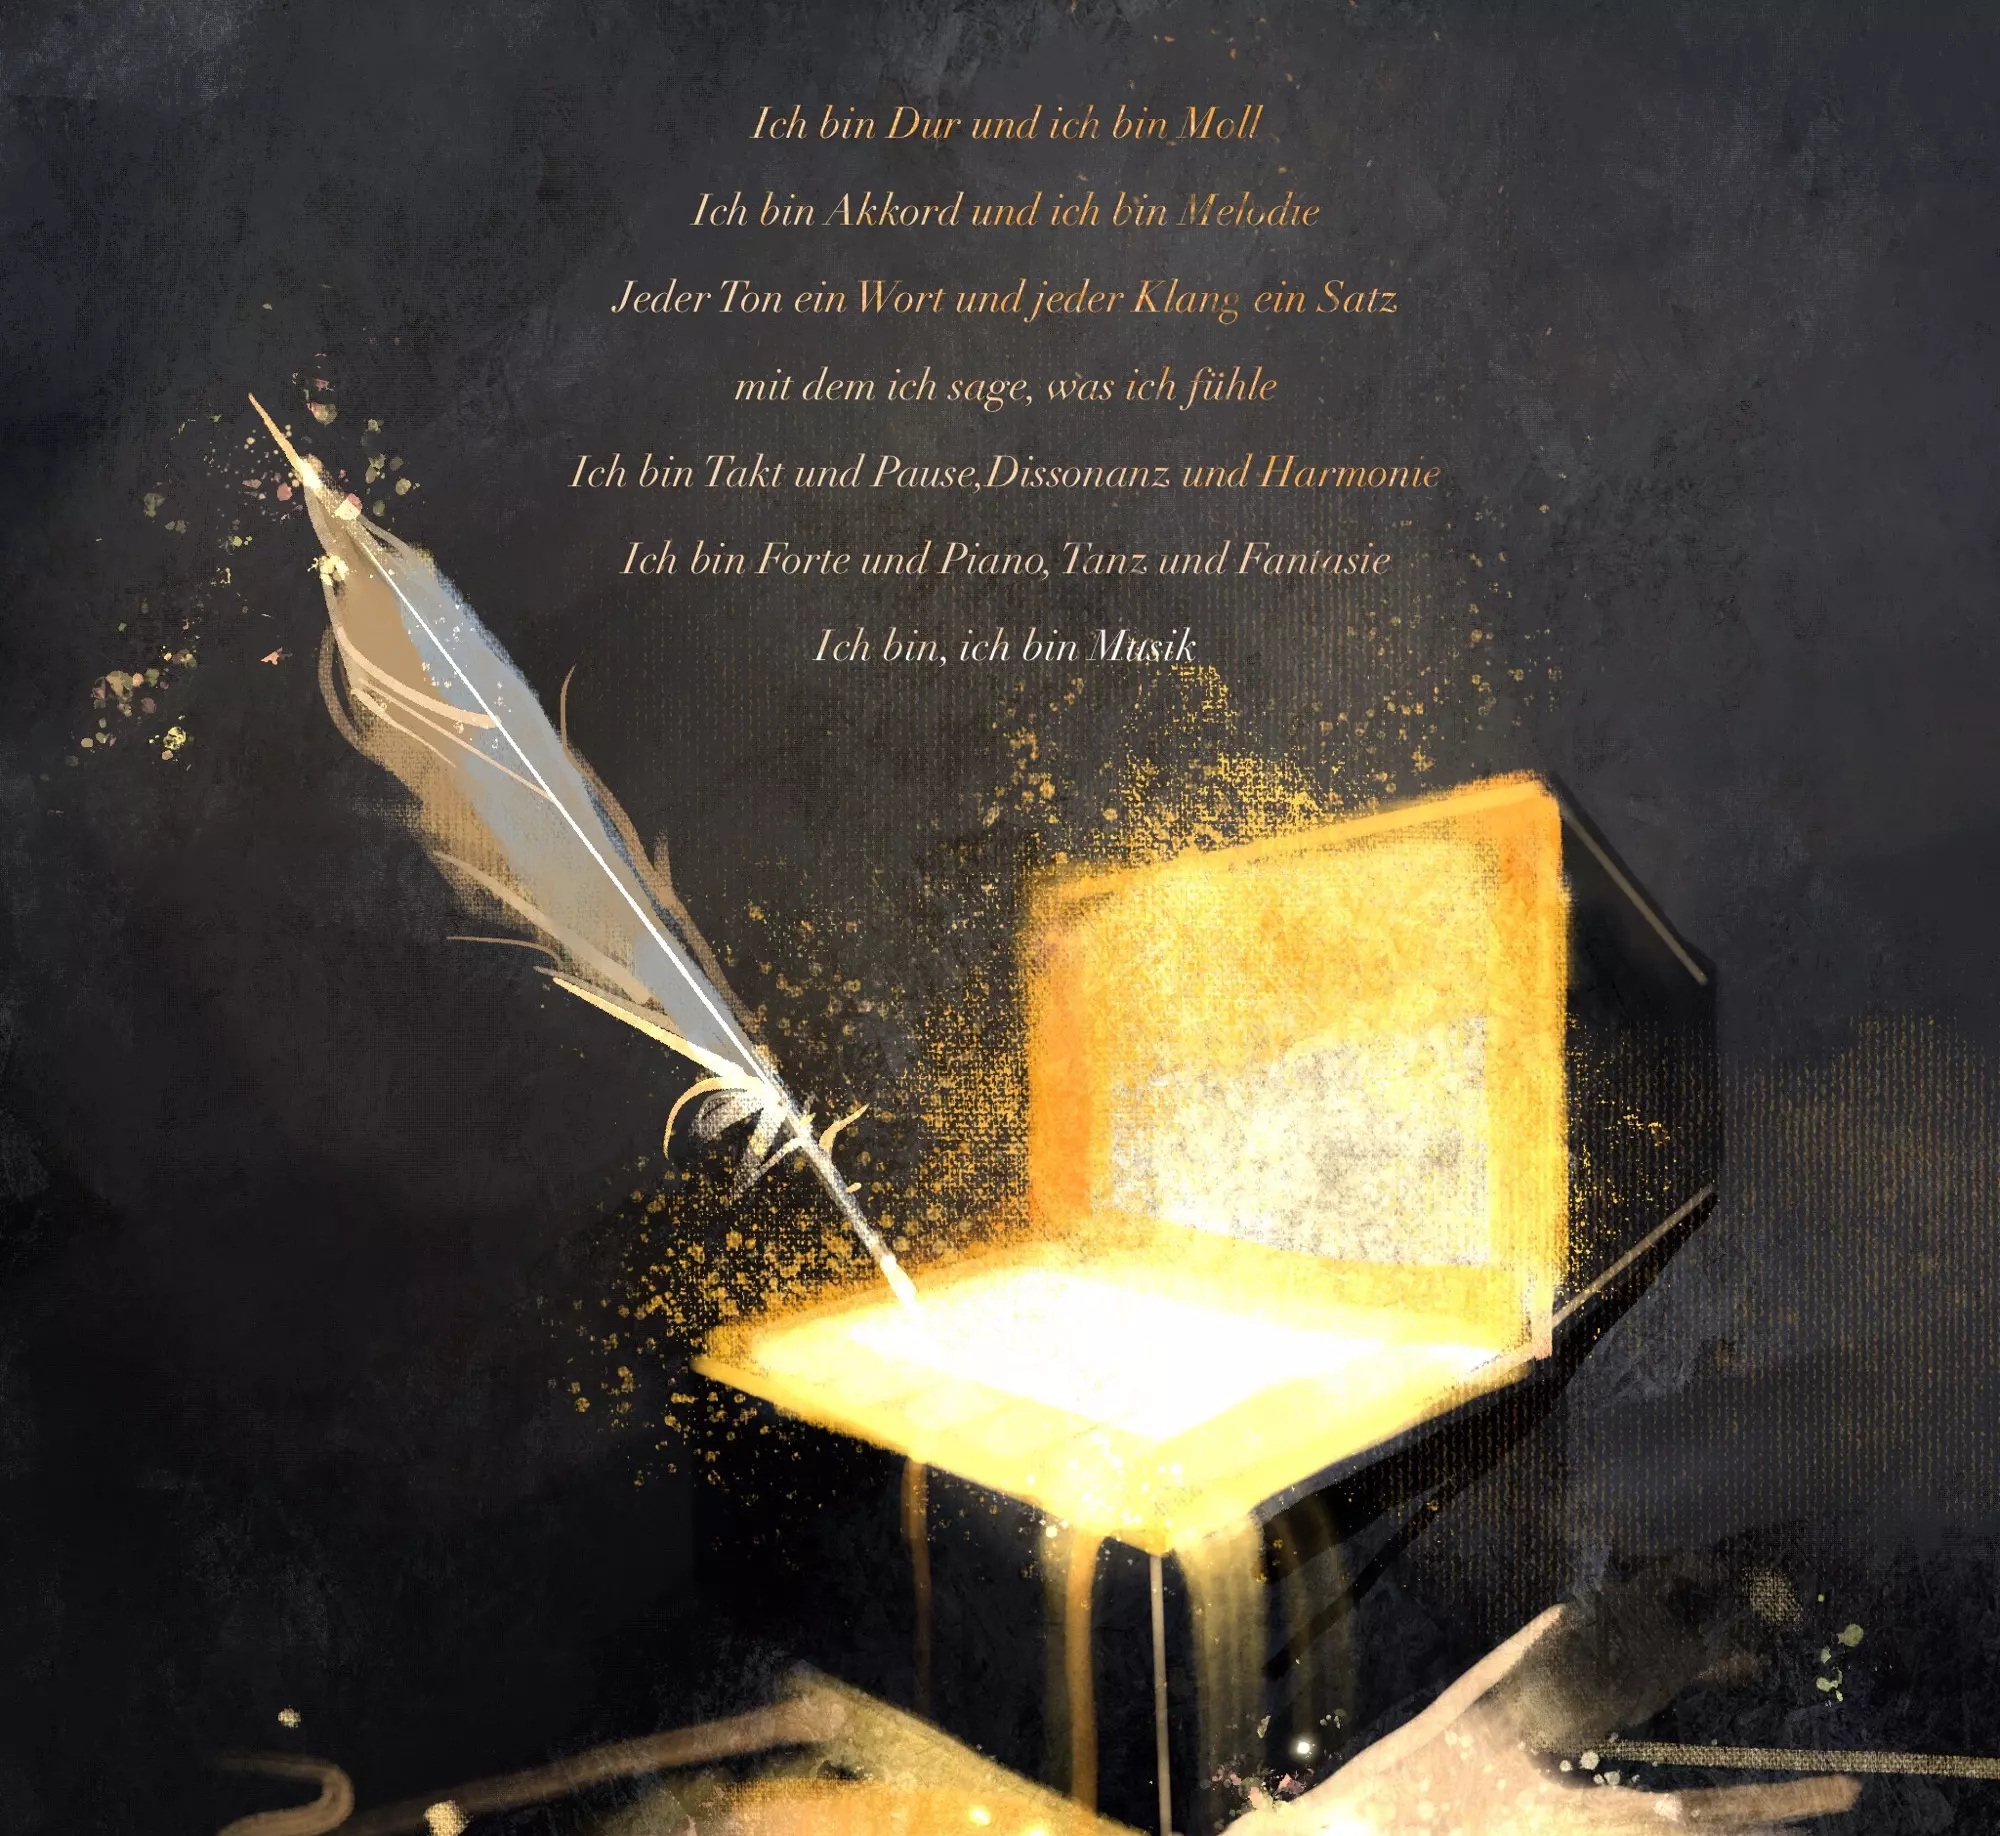 Ich bin Dur und ich bin Moll
Ich bin Akkord und ich bin Melodie
Jeder Ton ein Wort und jeder Klang ein Satz
mit dem ich sage, was ich fühle
Ich bin Takt und Pause,Dissonanz und Harmonie
Ich bin Forte und Piano, Tanz und Fantasie
Ich bin, ich bin Musik